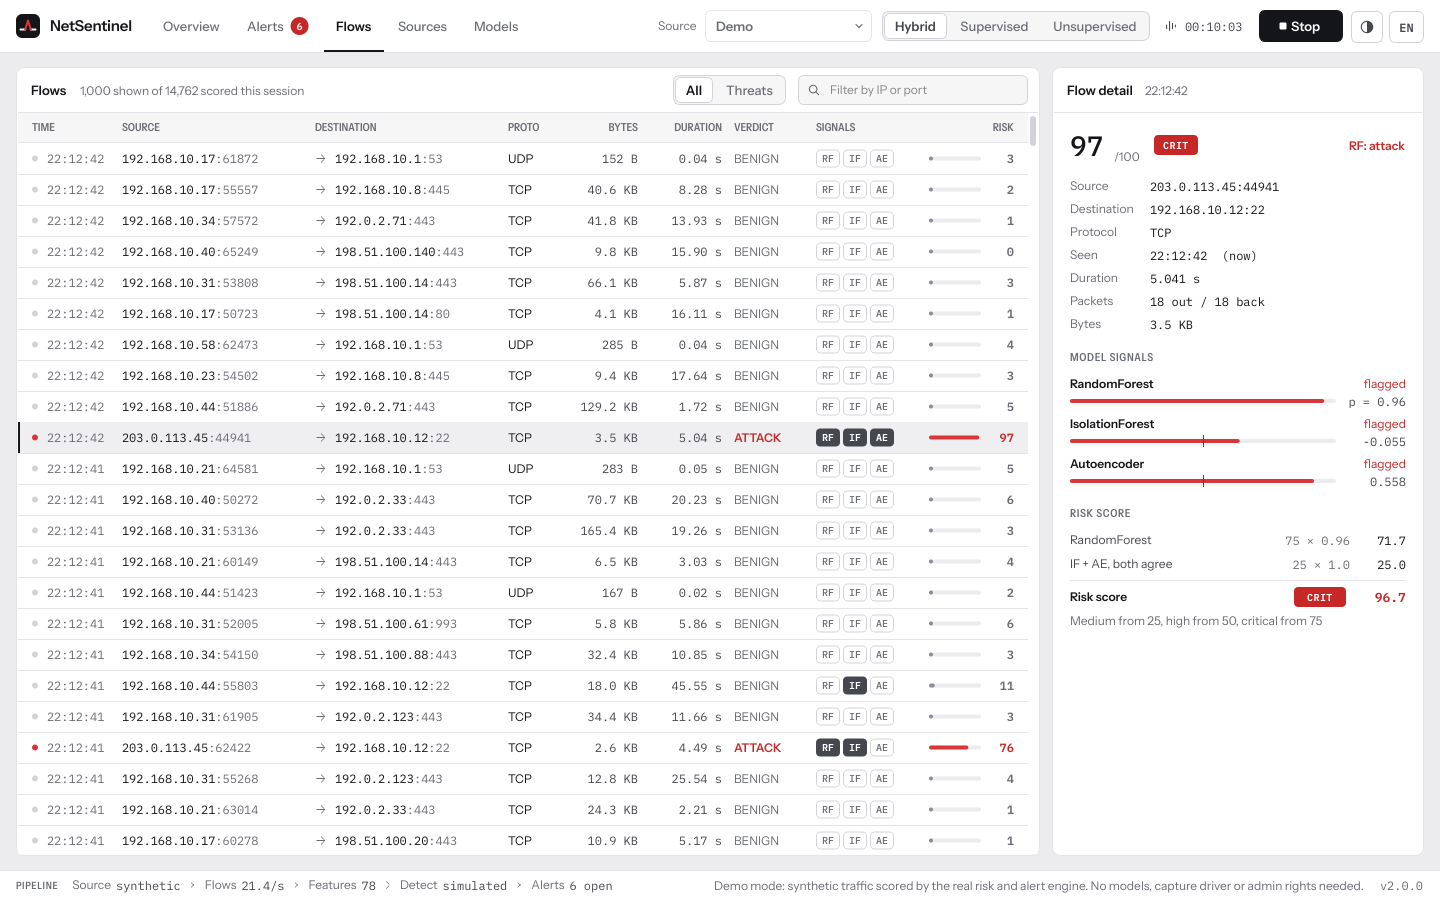 NetSentinel Overview Alerts 6 Flows Sources Models Source Demo Hybrid Supervised Unsupervised 00:10:03 Stop EN
Flows 1,000 shown of 14,762 scored this session All Threats Filter by IP or port
TIME SOURCE DESTINATION PROTO BYTES DURATION VERDICT SIGNALS RISK
22:12:42 192.168.10.17:61872 → 192.168.10.1:53 UDP 152 B 0.04 s BENIGN RF IF AE 3
22:12:42 192.168.10.17:55557 → 192.168.10.8:445 TCP 40.6 KB 8.28 s BENIGN RF IF AE 2
22:12:42 192.168.10.34:57572 → 192.0.2.71:443 TCP 41.8 KB 13.93 s BENIGN RF IF AE 1
22:12:42 192.168.10.40:65249 → 198.51.100.140:443 TCP 9.8 KB 15.90 s BENIGN RF IF AE 0
22:12:42 192.168.10.31:53808 → 198.51.100.14:443 TCP 66.1 KB 5.87 s BENIGN RF IF AE 3
22:12:42 192.168.10.17:50723 → 198.51.100.14:80 TCP 4.1 KB 16.11 s BENIGN RF IF AE 1
22:12:42 192.168.10.58:62473 → 192.168.10.1:53 UDP 285 B 0.04 s BENIGN RF IF AE 4
22:12:42 192.168.10.23:54502 → 192.168.10.8:445 TCP 9.4 KB 17.64 s BENIGN RF IF AE 3
22:12:42 192.168.10.44:51886 → 192.0.2.71:443 TCP 129.2 KB 1.72 s BENIGN RF IF AE 5
22:12:42 203.0.113.45:44941 → 192.168.10.12:22 TCP 3.5 KB 5.04 s ATTACK RF IF AE 97
22:12:41 192.168.10.21:64581 → 192.168.10.1:53 UDP 283 B 0.05 s BENIGN RF IF AE 5
22:12:41 192.168.10.40:50272 → 192.0.2.33:443 TCP 70.7 KB 20.23 s BENIGN RF IF AE 6
22:12:41 192.168.10.31:53136 → 192.0.2.33:443 TCP 165.4 KB 19.26 s BENIGN RF IF AE 3
22:12:41 192.168.10.21:60149 → 198.51.100.14:443 TCP 6.5 KB 3.03 s BENIGN RF IF AE 4
22:12:41 192.168.10.44:51423 → 192.168.10.1:53 UDP 167 B 0.02 s BENIGN RF IF AE 2
22:12:41 192.168.10.31:52005 → 198.51.100.61:993 TCP 5.8 KB 5.86 s BENIGN RF IF AE 6
22:12:41 192.168.10.34:54150 → 198.51.100.88:443 TCP 32.4 KB 10.85 s BENIGN RF IF AE 3
22:12:41 192.168.10.44:55803 → 192.168.10.12:22 TCP 18.0 KB 45.55 s BENIGN RF IF AE 11
22:12:41 192.168.10.31:61905 → 192.0.2.123:443 TCP 34.4 KB 11.66 s BENIGN RF IF AE 3
22:12:41 203.0.113.45:62422 → 192.168.10.12:22 TCP 2.6 KB 4.49 s ATTACK RF IF AE 76
22:12:41 192.168.10.31:55268 → 192.0.2.123:443 TCP 12.8 KB 25.54 s BENIGN RF IF AE 4
22:12:41 192.168.10.21:63014 → 192.0.2.33:443 TCP 24.3 KB 2.21 s BENIGN RF IF AE 1
22:12:41 192.168.10.17:60278 → 198.51.100.20:443 TCP 10.9 KB 5.17 s BENIGN RF IF AE 1
Flow detail 22:12:42
97 /100 CRIT RF: attack
Source 203.0.113.45:44941
Destination 192.168.10.12:22
Protocol TCP
Seen 22:12:42 (now)
Duration 5.041 s
Packets 18 out / 18 back
Bytes 3.5 KB
MODEL SIGNALS
RandomForest flagged
p = 0.96
IsolationForest flagged
-0.055
Autoencoder flagged
0.558
RISK SCORE
RandomForest 75 × 0.96 71.7
IF + AE, both agree 25 × 1.0 25.0
Risk score CRIT 96.7
Medium from 25, high from 50, critical from 75
PIPELINE Source synthetic › Flows 21.4/s › Features 78 › Detect simulated › Alerts 6 open Demo mode: synthetic traffic scored by the real risk and alert engine. No models, capture driver or admin rights needed. v2.0.0